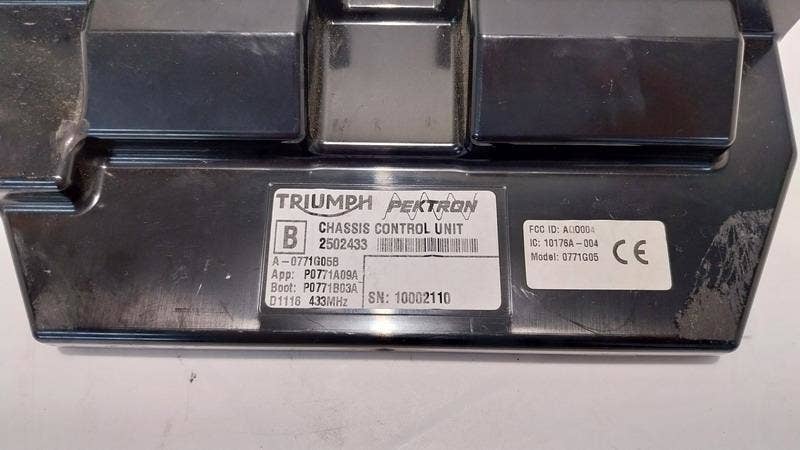 TRIUMPH PEKTRON
B CHASSIS CONTROL UNIT
2502433
A-0771G05B
App: P0771A09A
Boot: P0771B03A
D1116 433MHz
SN: 10002110
FCC ID:
IC: 10176A-004
Model: 0771G05
CE